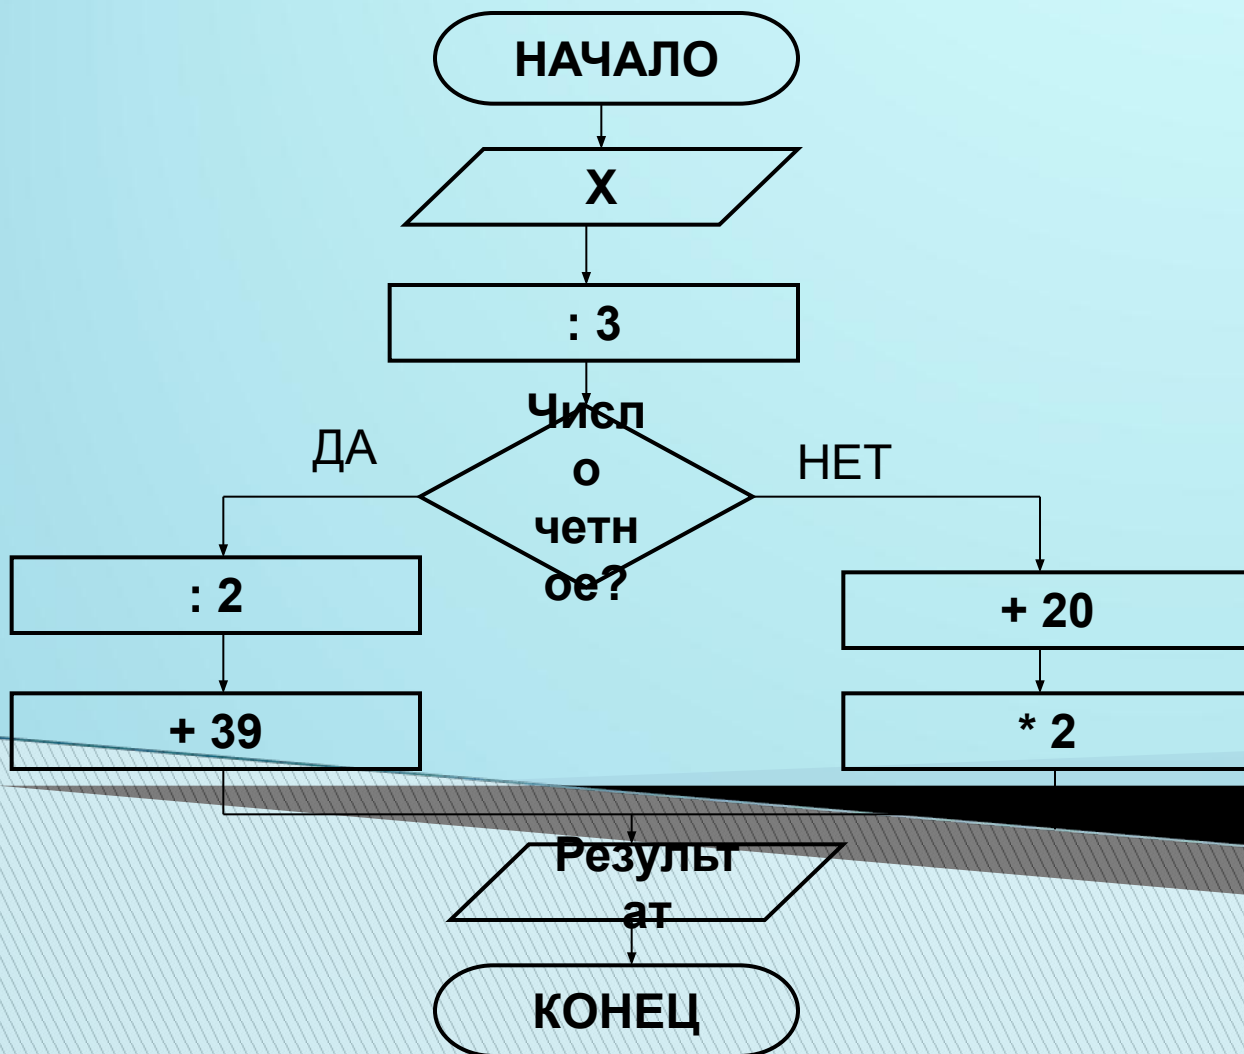 НАЧАЛО
X
: 3
Числ
о
четн
ое?
ДА
НЕТ
: 2
+ 20
+ 39
* 2
Результ
ат
КОНЕЦ